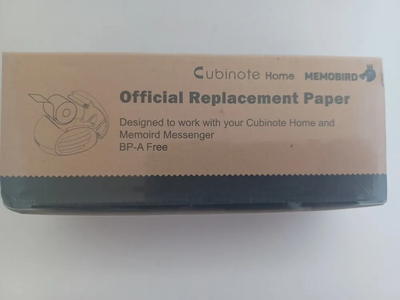 Cubinote Home MEMOBIRD
Official Replacement Paper
Designed to work with your Cubinote Home and
Memoird Messenger
BP-A Free